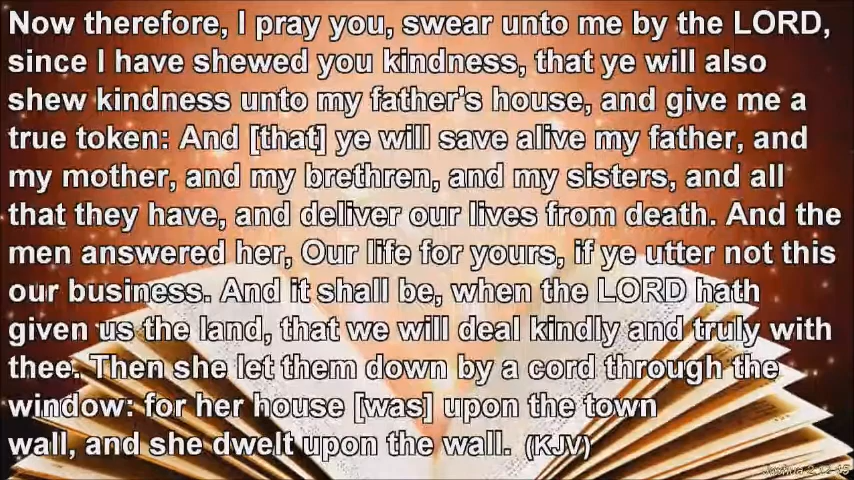 Now therefore, I pray you, swear unto me by the LORD,
since I have shewed you kindness, that ye will also
shew kindness unto my father's house, and give me a
true token: And [that] ye will save alive my father, and
my mother, and my brethren, and my sisters, and all
that they have, and deliver our lives from death. And the
men answered her, Our life for yours, if ye utter not this
our business. And it shall be, when the LORD hath
given us the land, that we will deal kindly and truly with
thee. Then she let them down by a cord through the
window: for her house [was] upon the town
wall, and she dwelt upon the wall. (KJV)
Joshua 2:12-15